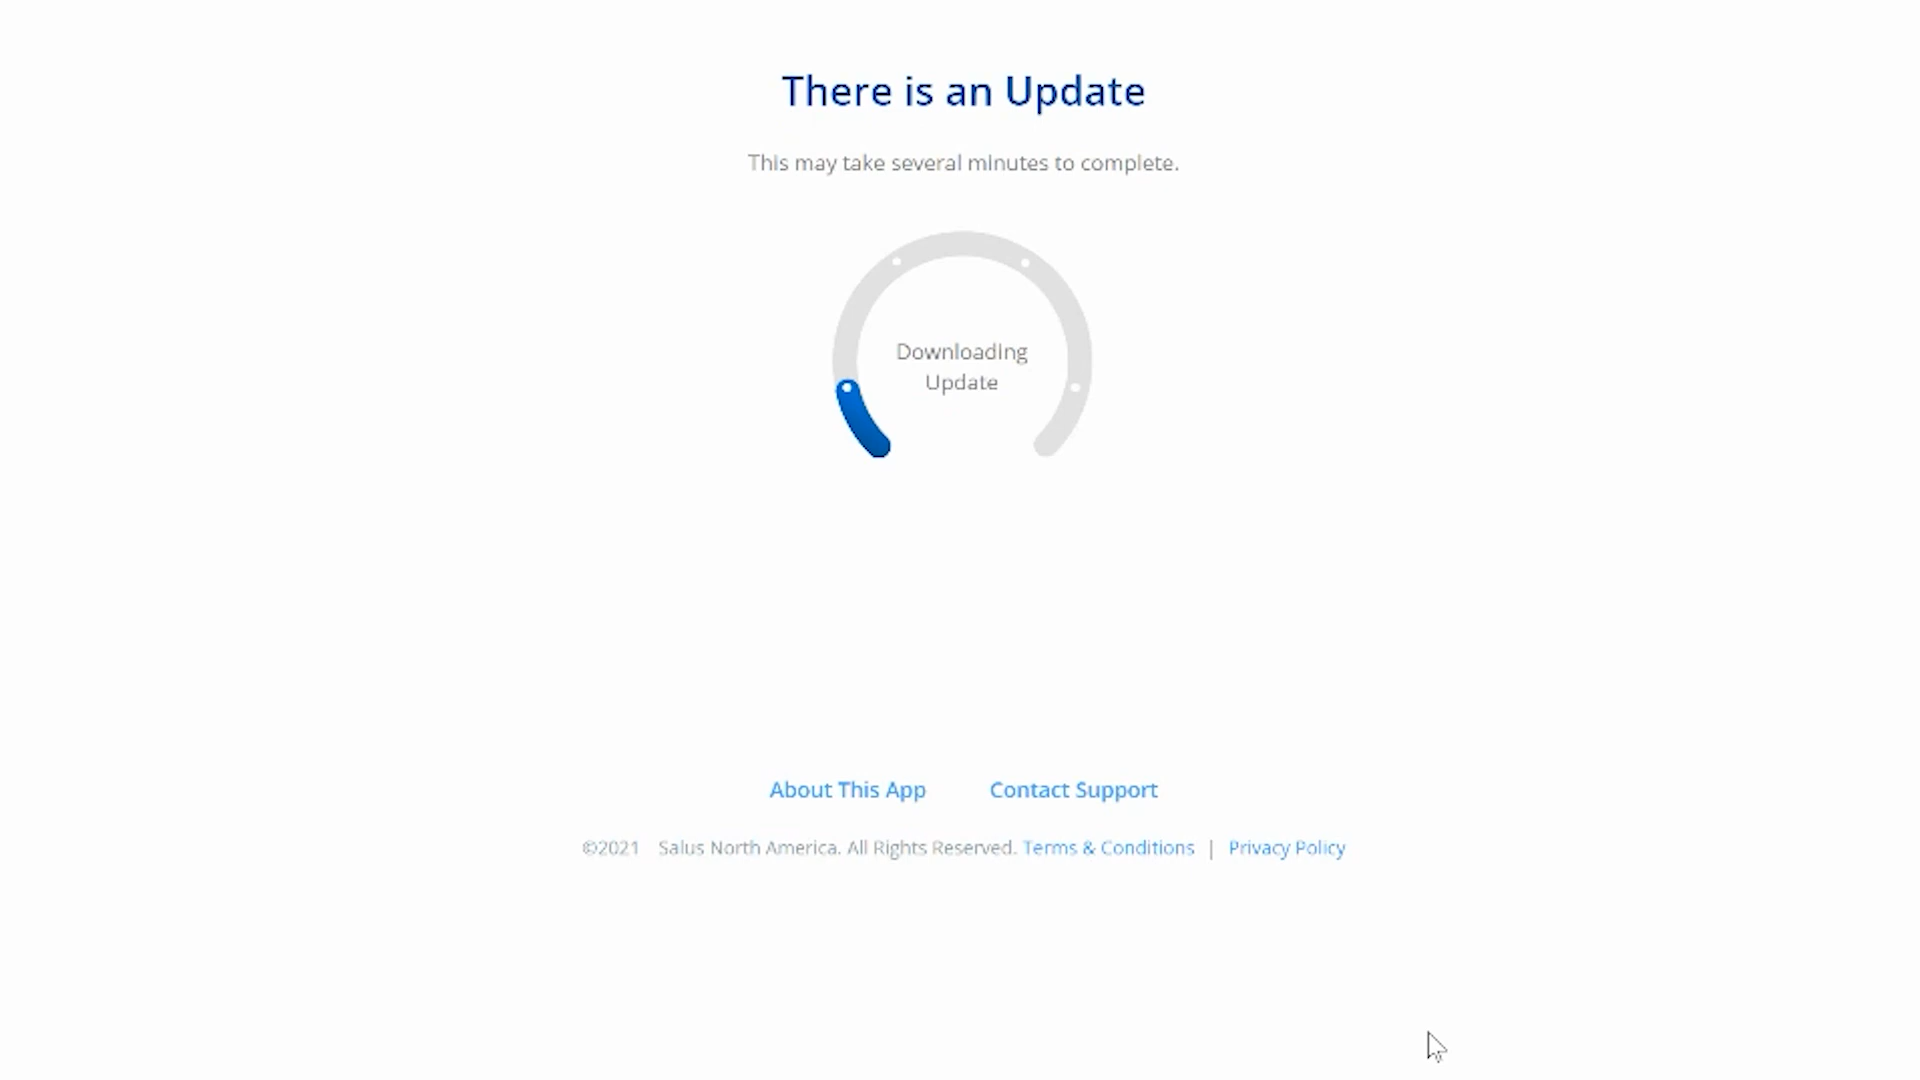 There is an Update
This may take several minutes to complete.
Downloading
Update
About This App Contact Support
©2021 Salus North America. All Rights Reserved. Terms & Conditions | Privacy Policy